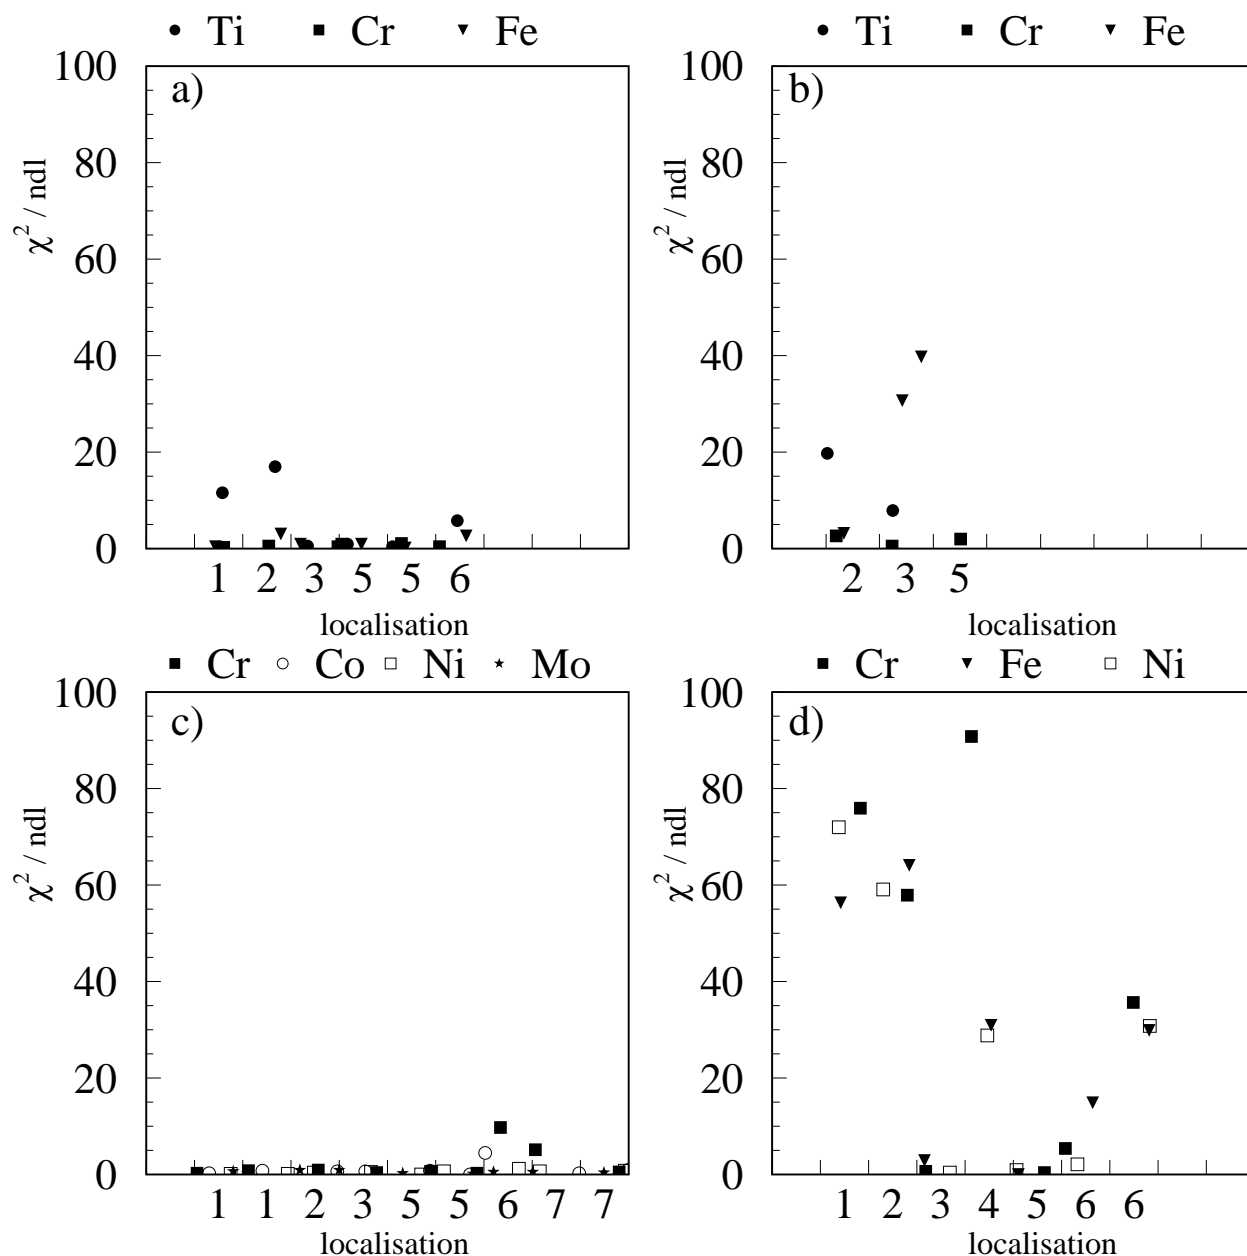 Ti Cr Fe
a)
100
80
60
40
20
0
χ² / ndl
1 2 3 5 5 6
localisation
Ti Cr Fe
b)
100
80
60
40
20
0
χ² / ndl
2 3 5
localisation
Cr Co Ni Mo
c)
100
80
60
40
20
0
χ² / ndl
1 1 2 3 5 5 6 7 7
localisation
Cr Fe Ni
d)
100
80
60
40
20
0
χ² / ndl
1 2 3 4 5 6 6
localisation